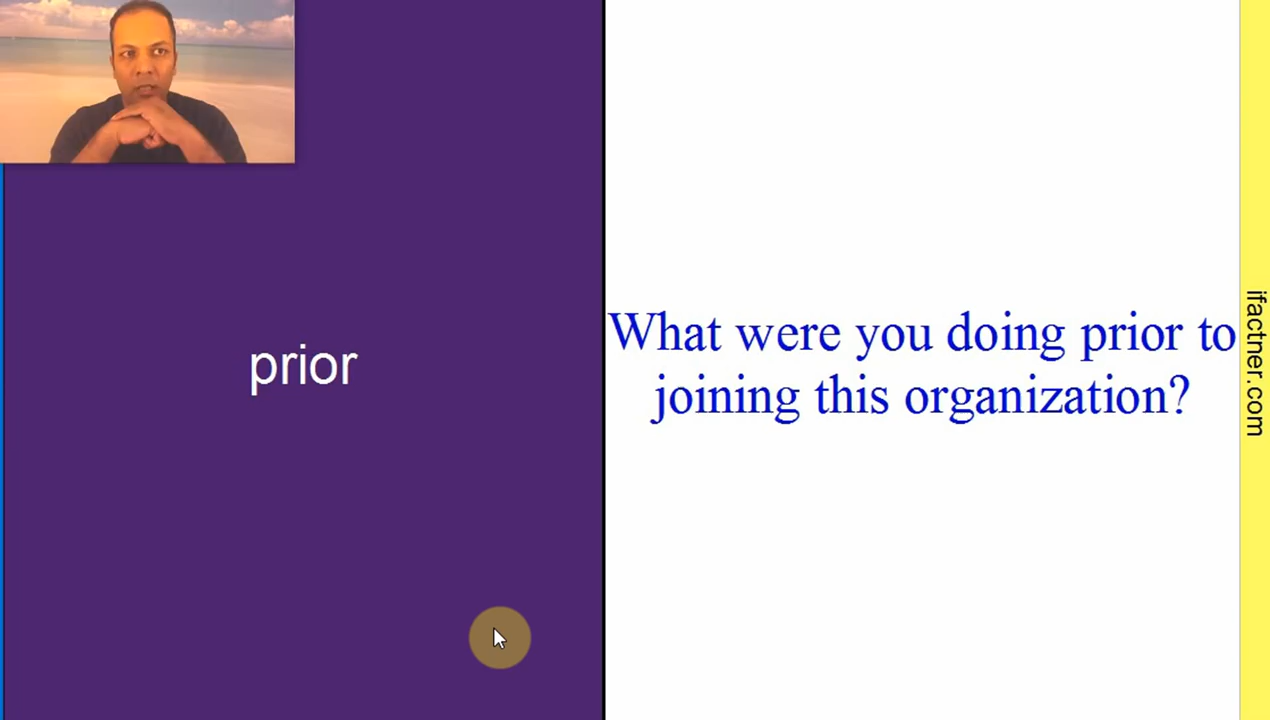 prior
What were you doing prior to
joining this organization?
ifactner.com